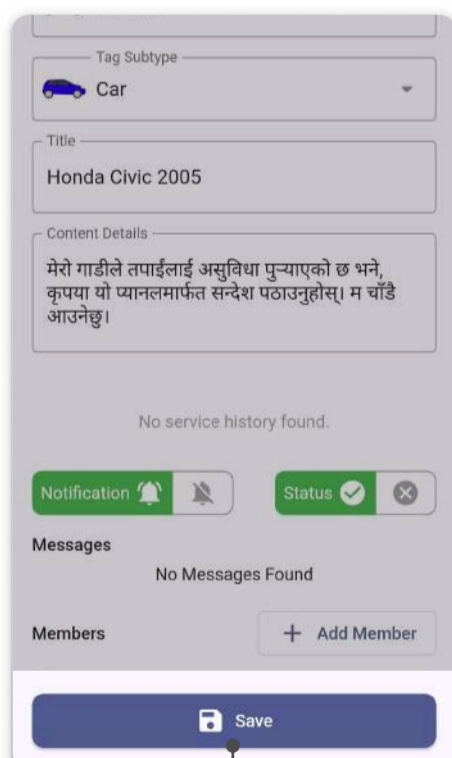 Tag Subtype
Car
Title
Honda Civic 2005
Content Details
मेरो गाडीले तपाईंलाई असुविधा पुऱ्याएको छ भने,
कृपया यो प्यानलमार्फत सन्देश पठाउनुहोस्। म चाँडै
आउनेछु।
No service history found.
Notification
Status
Messages
No Messages Found
Members
+ Add Member
Save